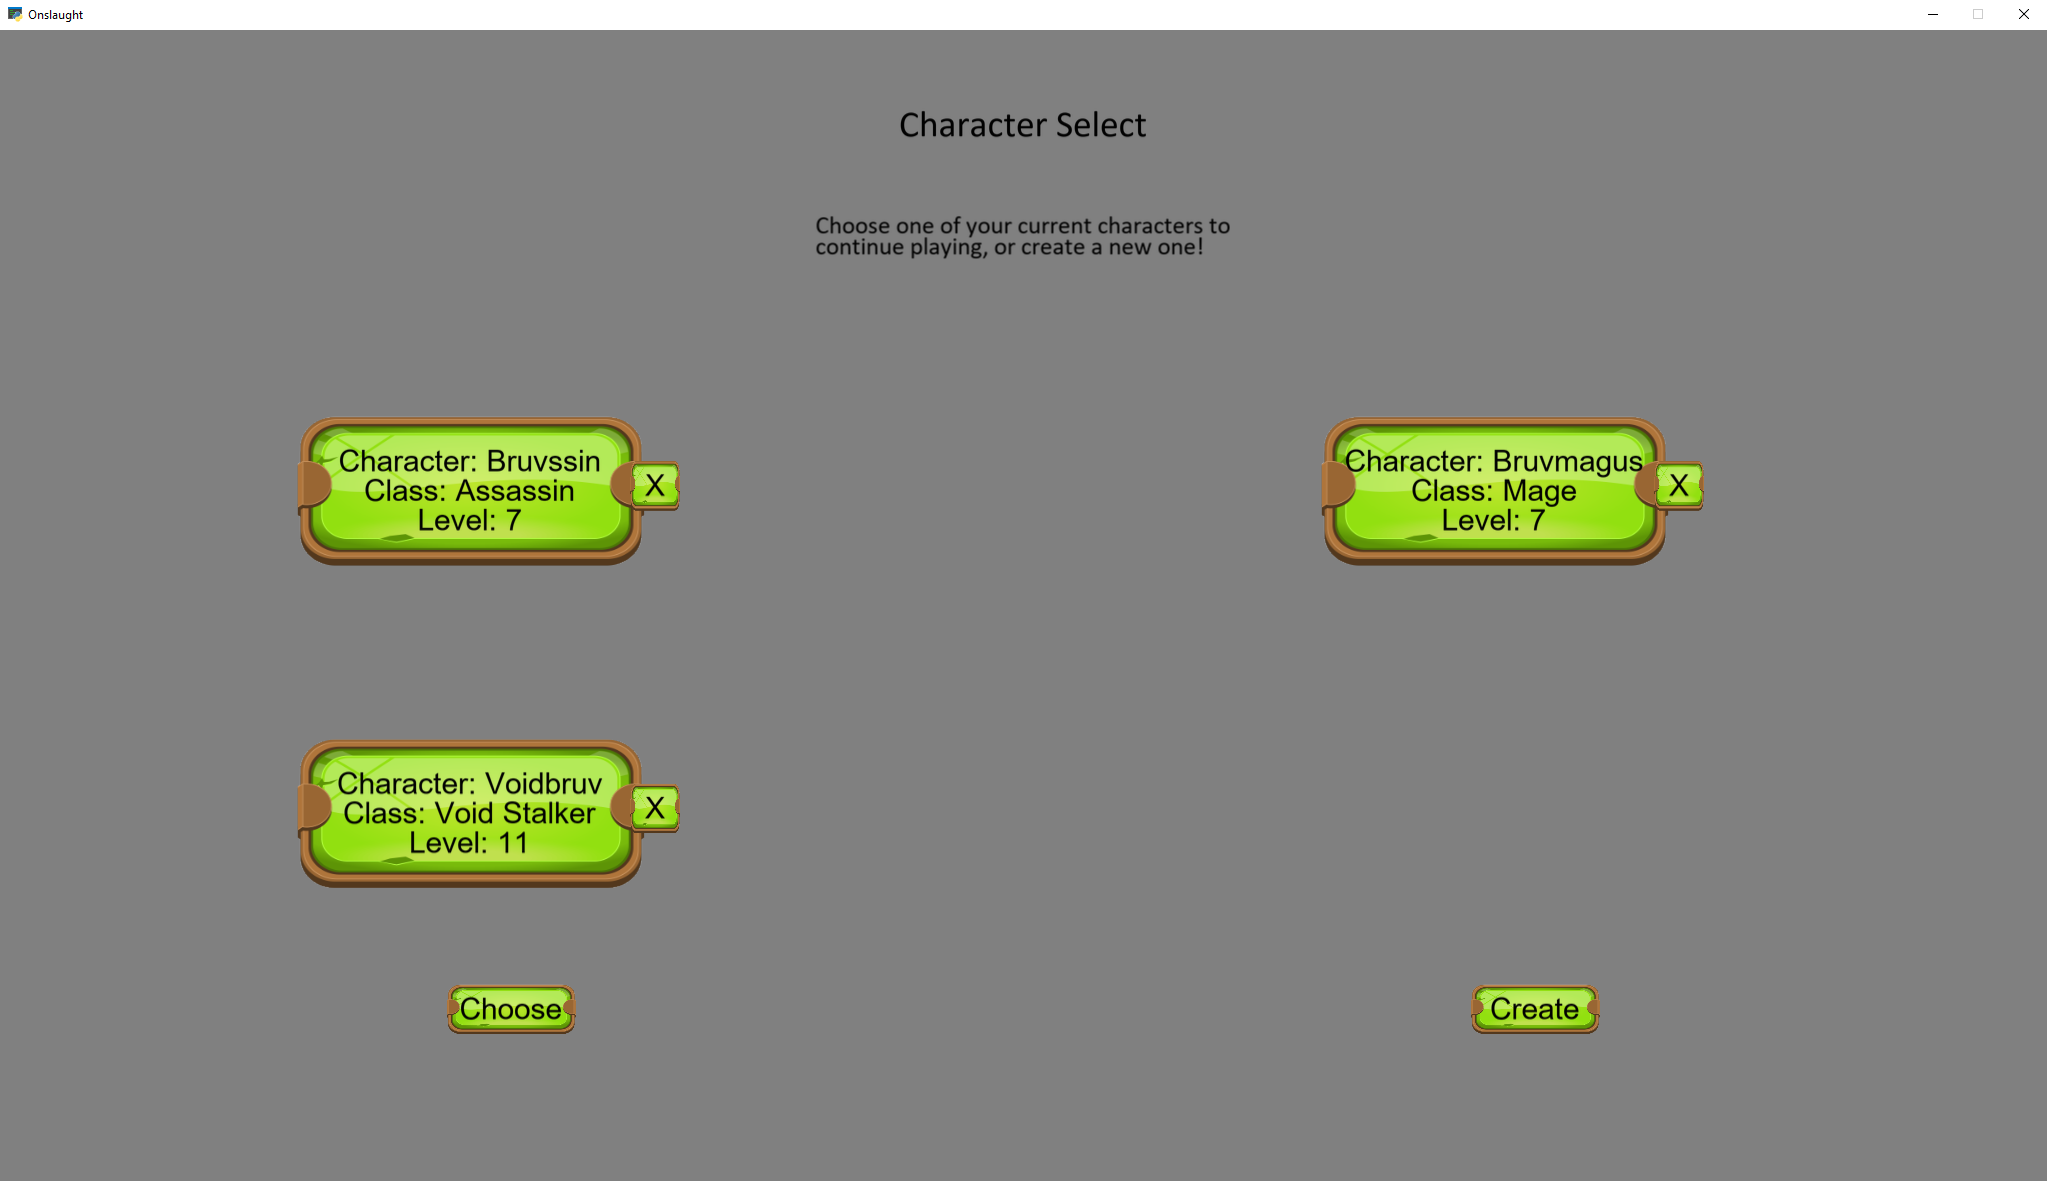 Onslaught
Character Select
Choose one of your current characters to
continue playing, or create a new one!
Character: Bruvssin
Class: Assassin
Level: 7
X
Character: Bruvmagus
Class: Mage
Level: 7
X
Character: Voidbruv
Class: Void Stalker
Level: 11
X
Choose
Create